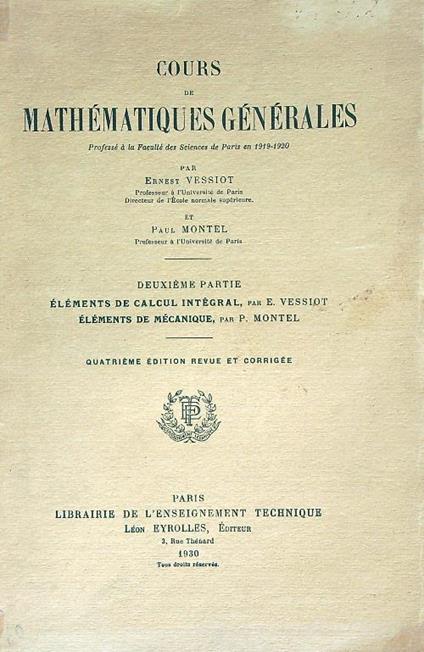 COURS
DE
MATHÉMATIQUES GÉNÉRALES
Professé à la Faculté des Sciences de Paris en 1919-1920
PAR
ERNEST VESSIOT
Professeur à l'Université de Paris
Directeur de l'École normale supérieure.
ET
PAUL MONTEL
Professeur à l'Université de Paris
DEUXIÈME PARTIE
ÉLÉMENTS DE CALCUL INTÉGRAL, PAR E. VESSIOT
ÉLÉMENTS DE MÉCANIQUE, PAR P. MONTEL
QUATRIÈME ÉDITION REVUE ET CORRIGÉE
PARIS
LIBRAIRIE DE L'ENSEIGNEMENT TECHNIQUE
LÉON EYROLLES, ÉDITEUR
3, Rue Thénard
1930
Tous droits réservés.